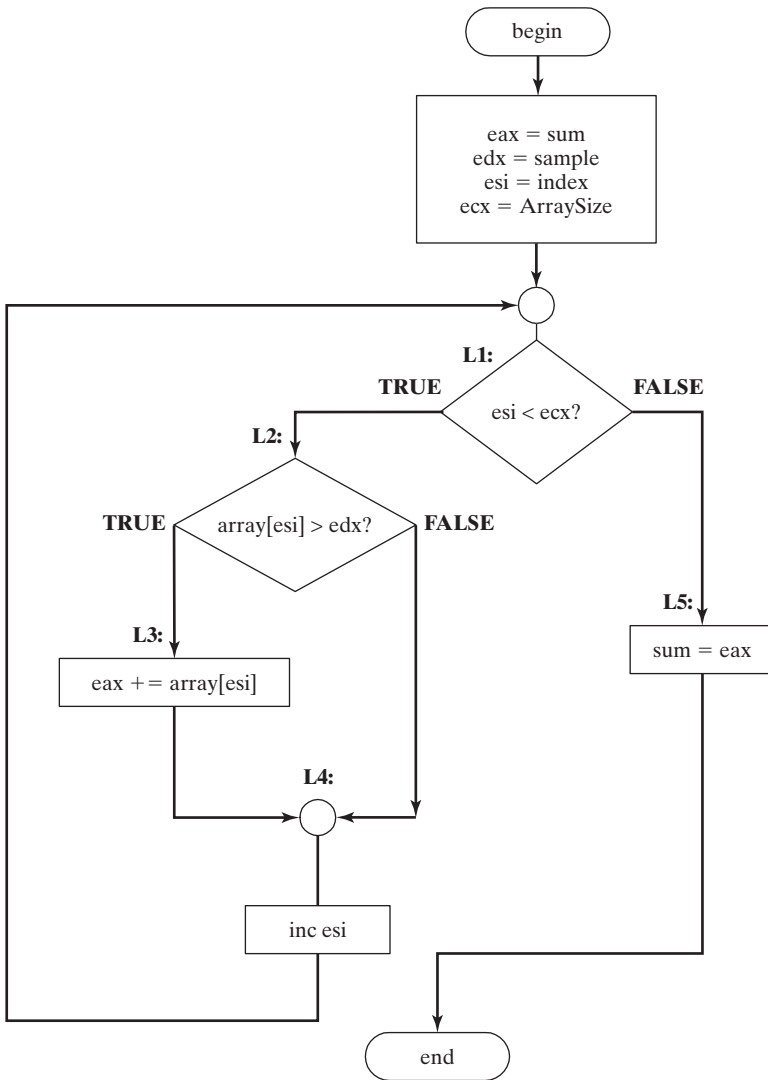 begin
eax = sum
edx = sample
esi = index
ecx = ArraySize
L1:
TRUE
FALSE
esi < ecx?
L2:
TRUE
array[esi] > edx?
FALSE
L3:
eax += array[esi]
L5:
sum = eax
L4:
inc esi
end